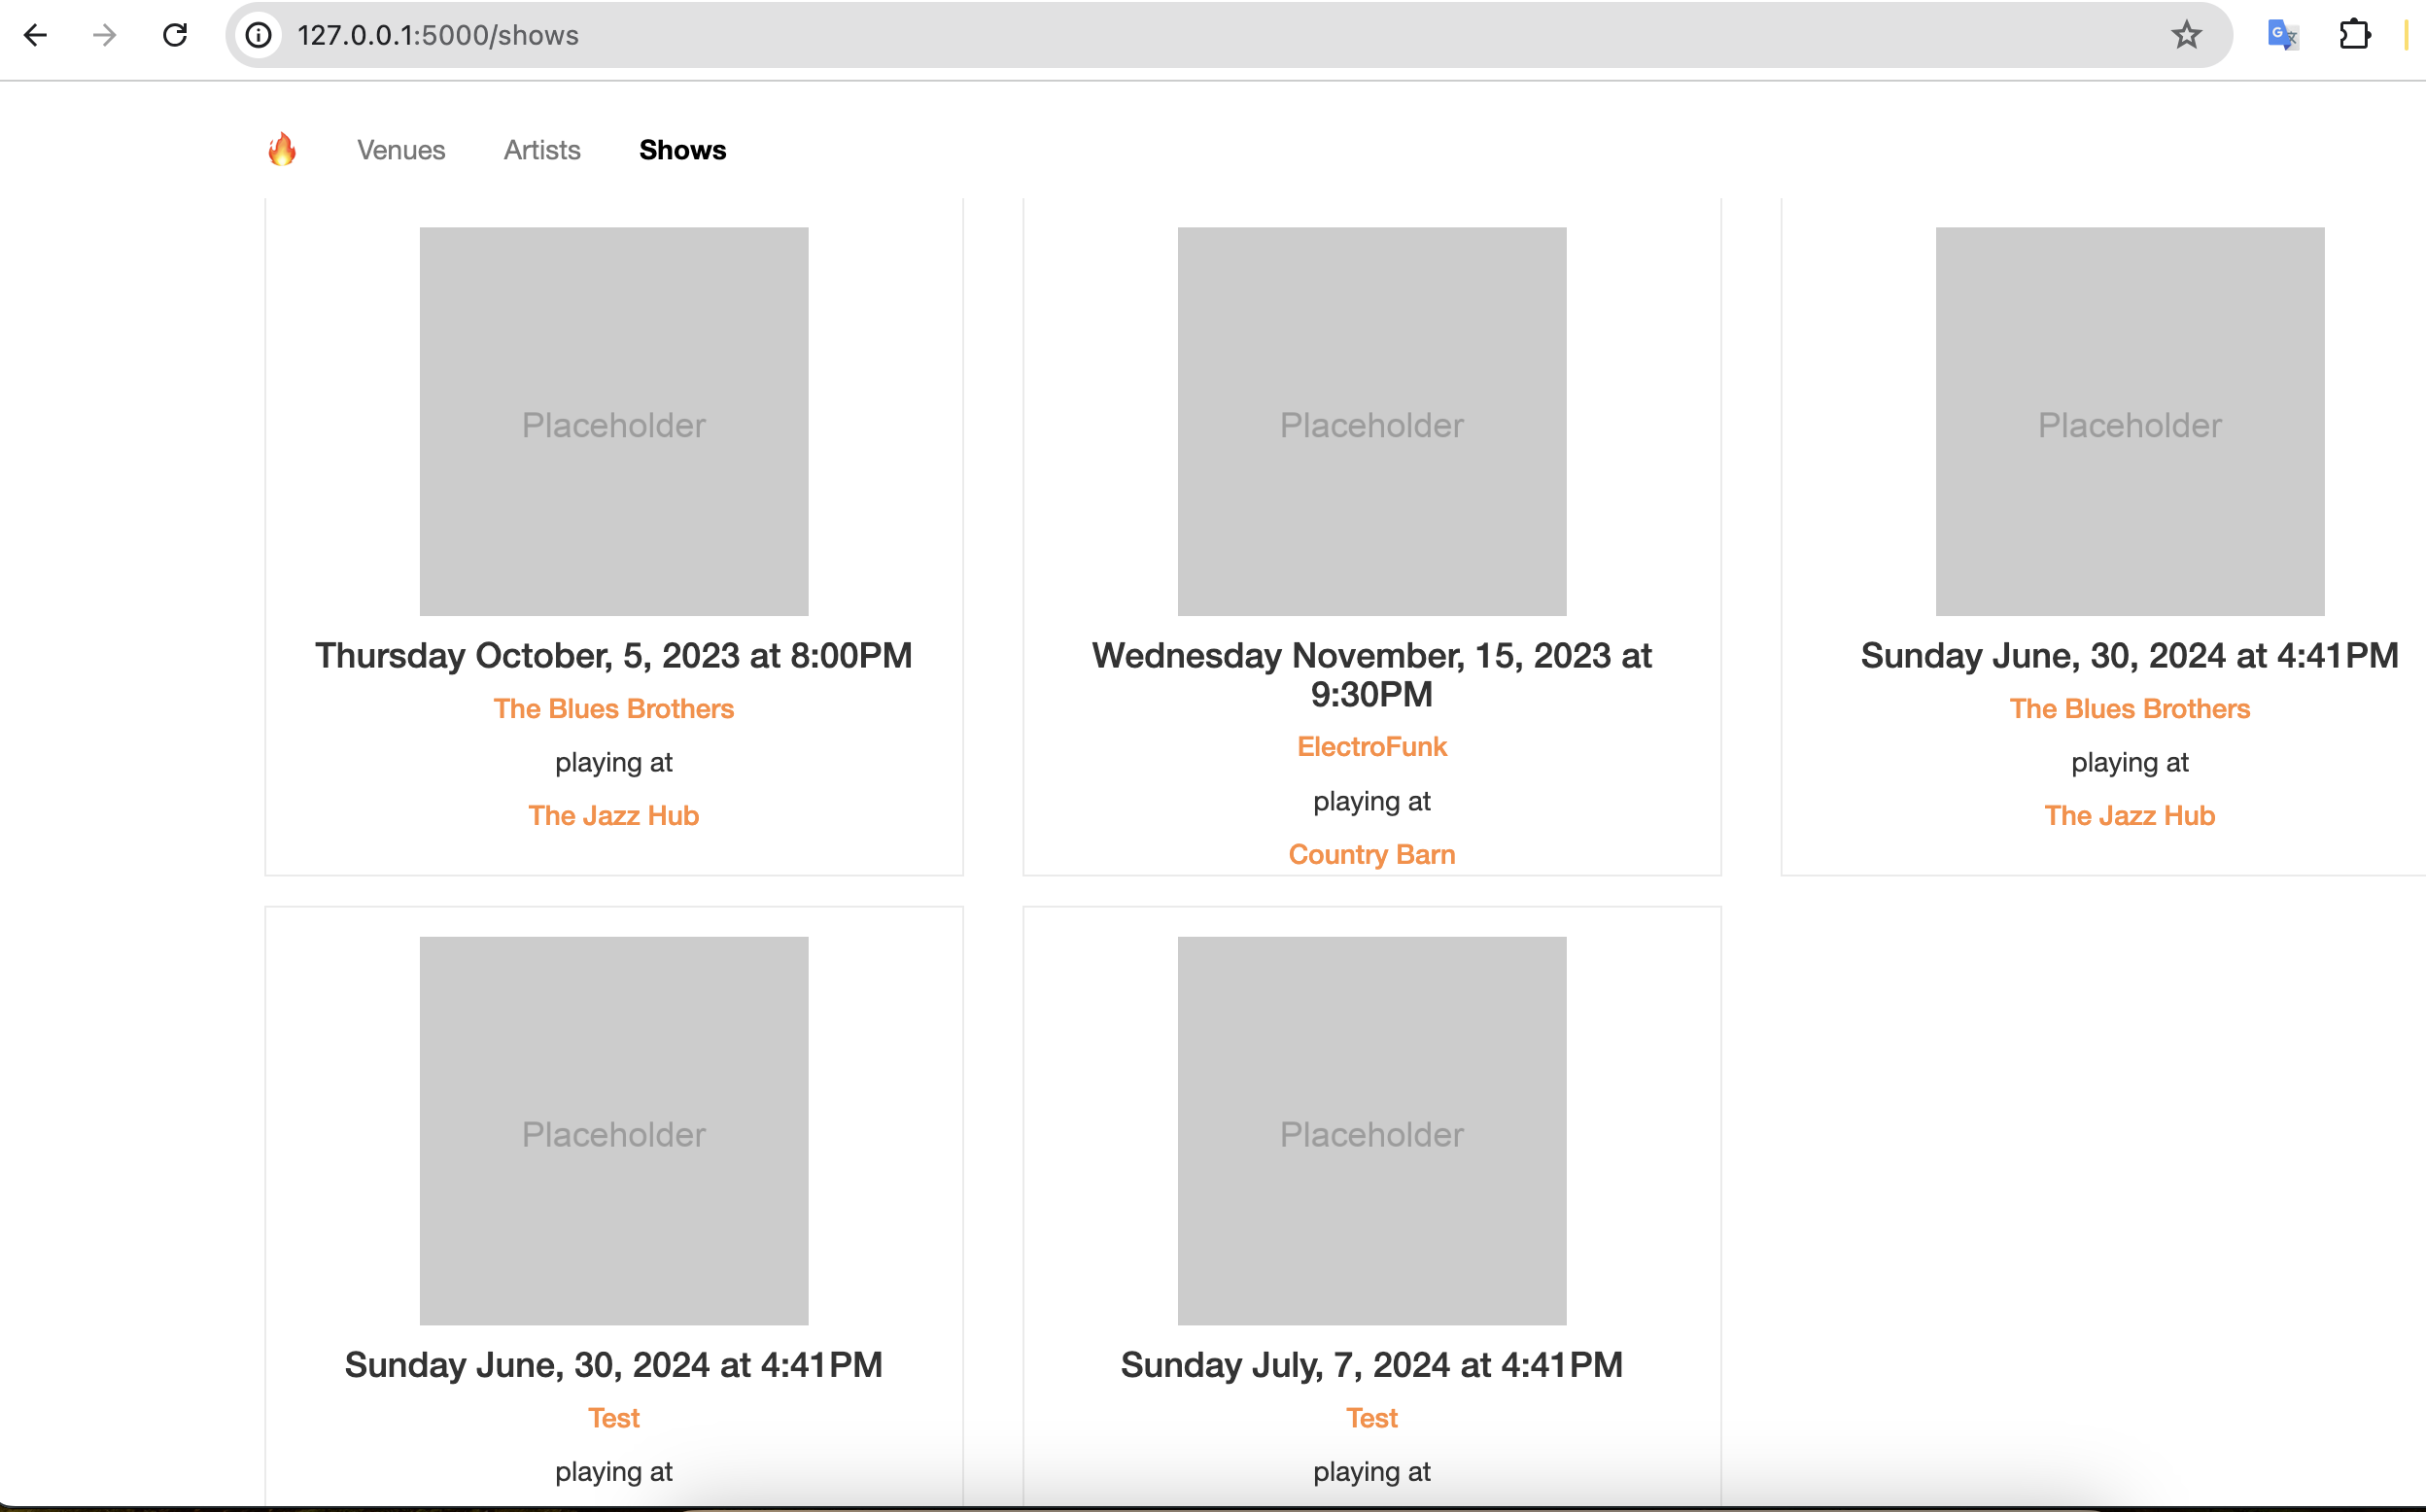 127.0.0.1:5000/shows
Venues Artists Shows
Placeholder
Thursday October, 5, 2023 at 8:00PM
The Blues Brothers
playing at
The Jazz Hub
Placeholder
Wednesday November, 15, 2023 at
9:30PM
ElectroFunk
playing at
Country Barn
Placeholder
Sunday June, 30, 2024 at 4:41PM
The Blues Brothers
playing at
The Jazz Hub
Placeholder
Sunday June, 30, 2024 at 4:41PM
Test
playing at
Placeholder
Sunday July, 7, 2024 at 4:41PM
Test
playing at